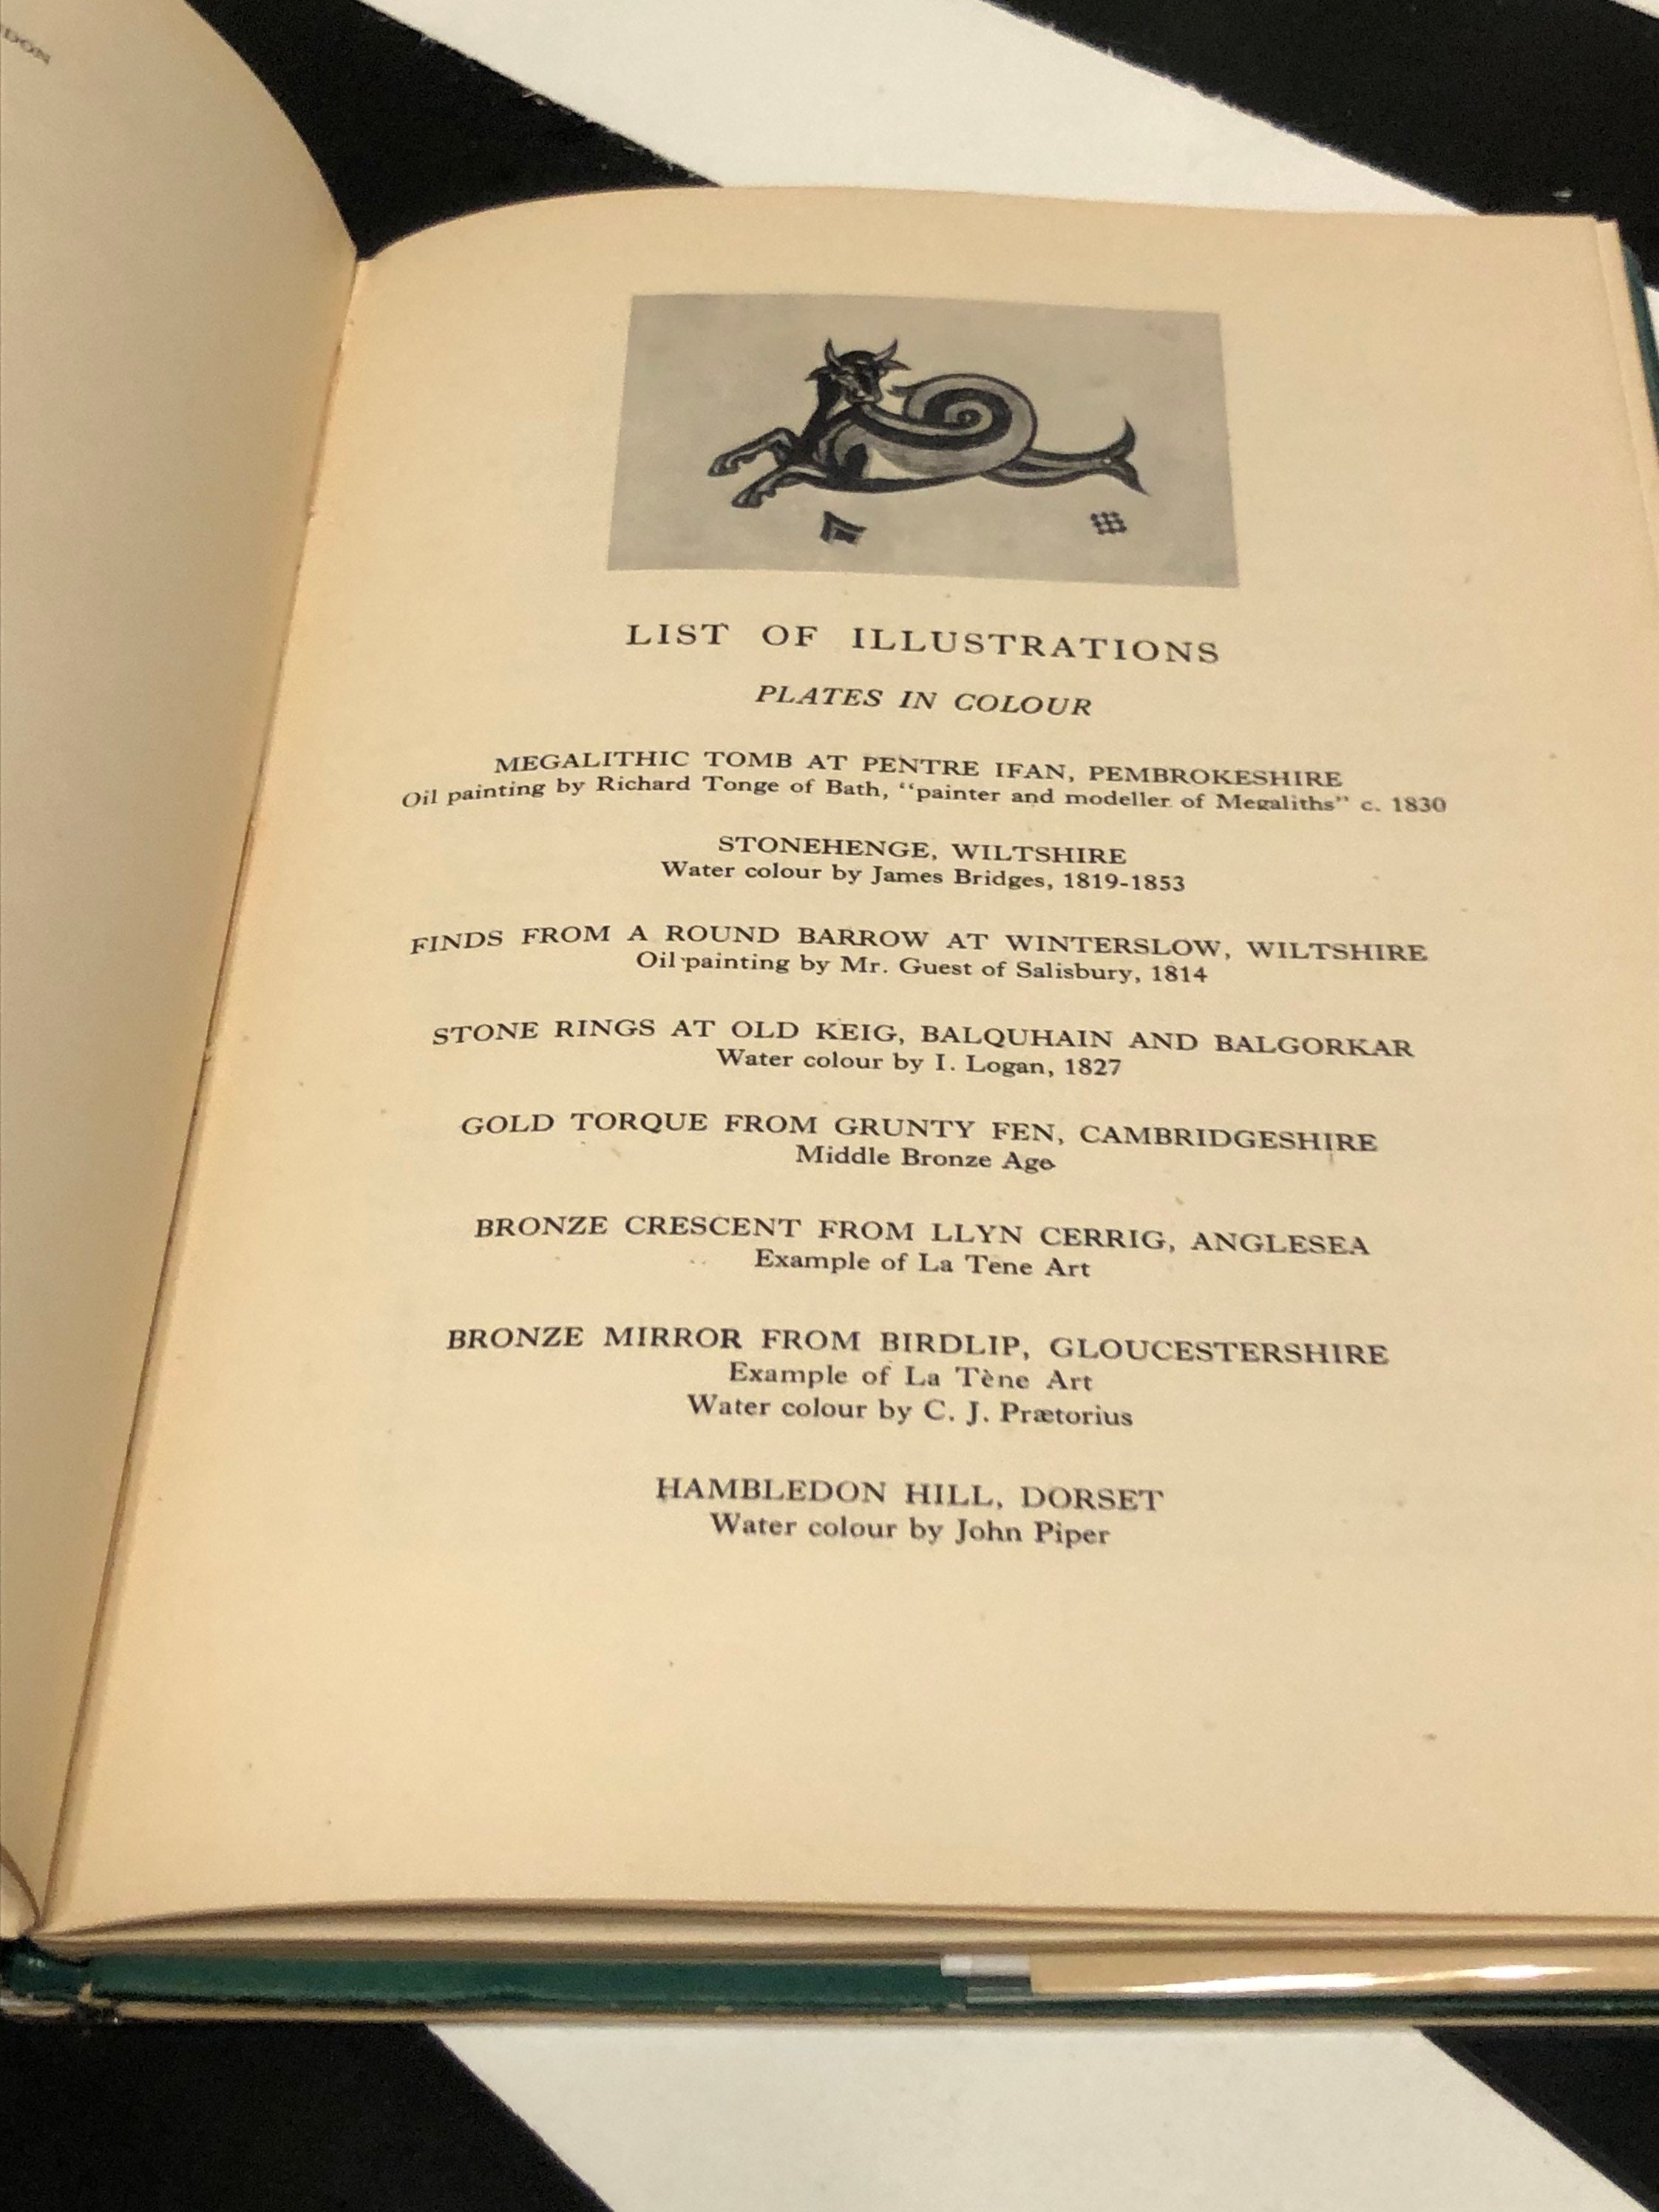 LIST OF ILLUSTRATIONS
PLATES IN COLOUR
MEGALITHIC TOMB AT PENTRE IFAN, PEMBROKESHIRE
Oil painting by Richard Tonge of Bath, "painter and modeller of Megaliths" c. 1830
STONEHENGE, WILTSHIRE
Water colour by James Bridges, 1819-1853
FINDS FROM A ROUND BARROW AT WINTERSLOW, WILTSHIRE
Oil painting by Mr. Guest of Salisbury, 1814
STONE RINGS AT OLD KEIG, BALQUHAIN AND BALGORKAR
Water colour by I. Logan, 1827
GOLD TORQUE FROM GRUNTY FEN, CAMBRIDGESHIRE
Middle Bronze Age
BRONZE CRESCENT FROM LLYN CERRIG, ANGLESEA
Example of La Tene Art
BRONZE MIRROR FROM BIRDLIP, GLOUCESTERSHIRE
Example of La Tène Art
Water colour by C. J. Prætorius
HAMBLEDON HILL, DORSET
Water colour by John Piper